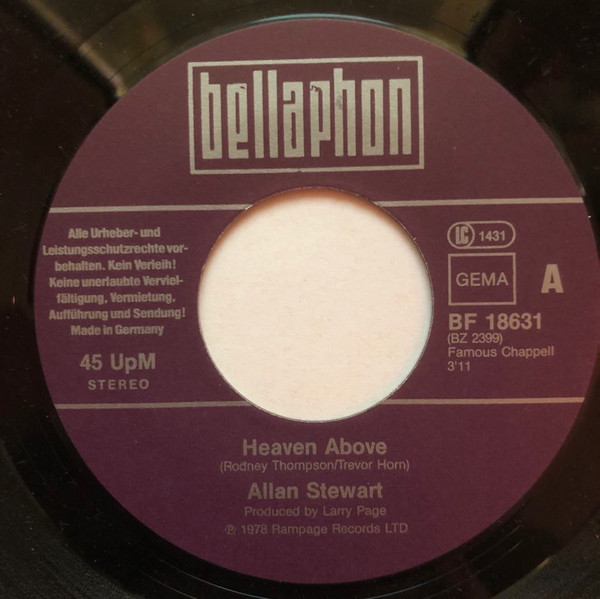 bellaphon
Alle Urheber- und
Leistungsschutzrechte vor-
behalten. Kein Verleih!
Keine unerlaubte Verviel-
fältigung, Vermietung,
Aufführung und Sendung!
Made in Germany
45 UpM
STEREO
LC 1431
GEMA
A
BF 18631
(BZ 2399)
Famous Chappell
3'11
Heaven Above
(Rodney Thompson/Trevor Horn)
Allan Stewart
Produced by Larry Page
℗ 1978 Rampage Records LTD